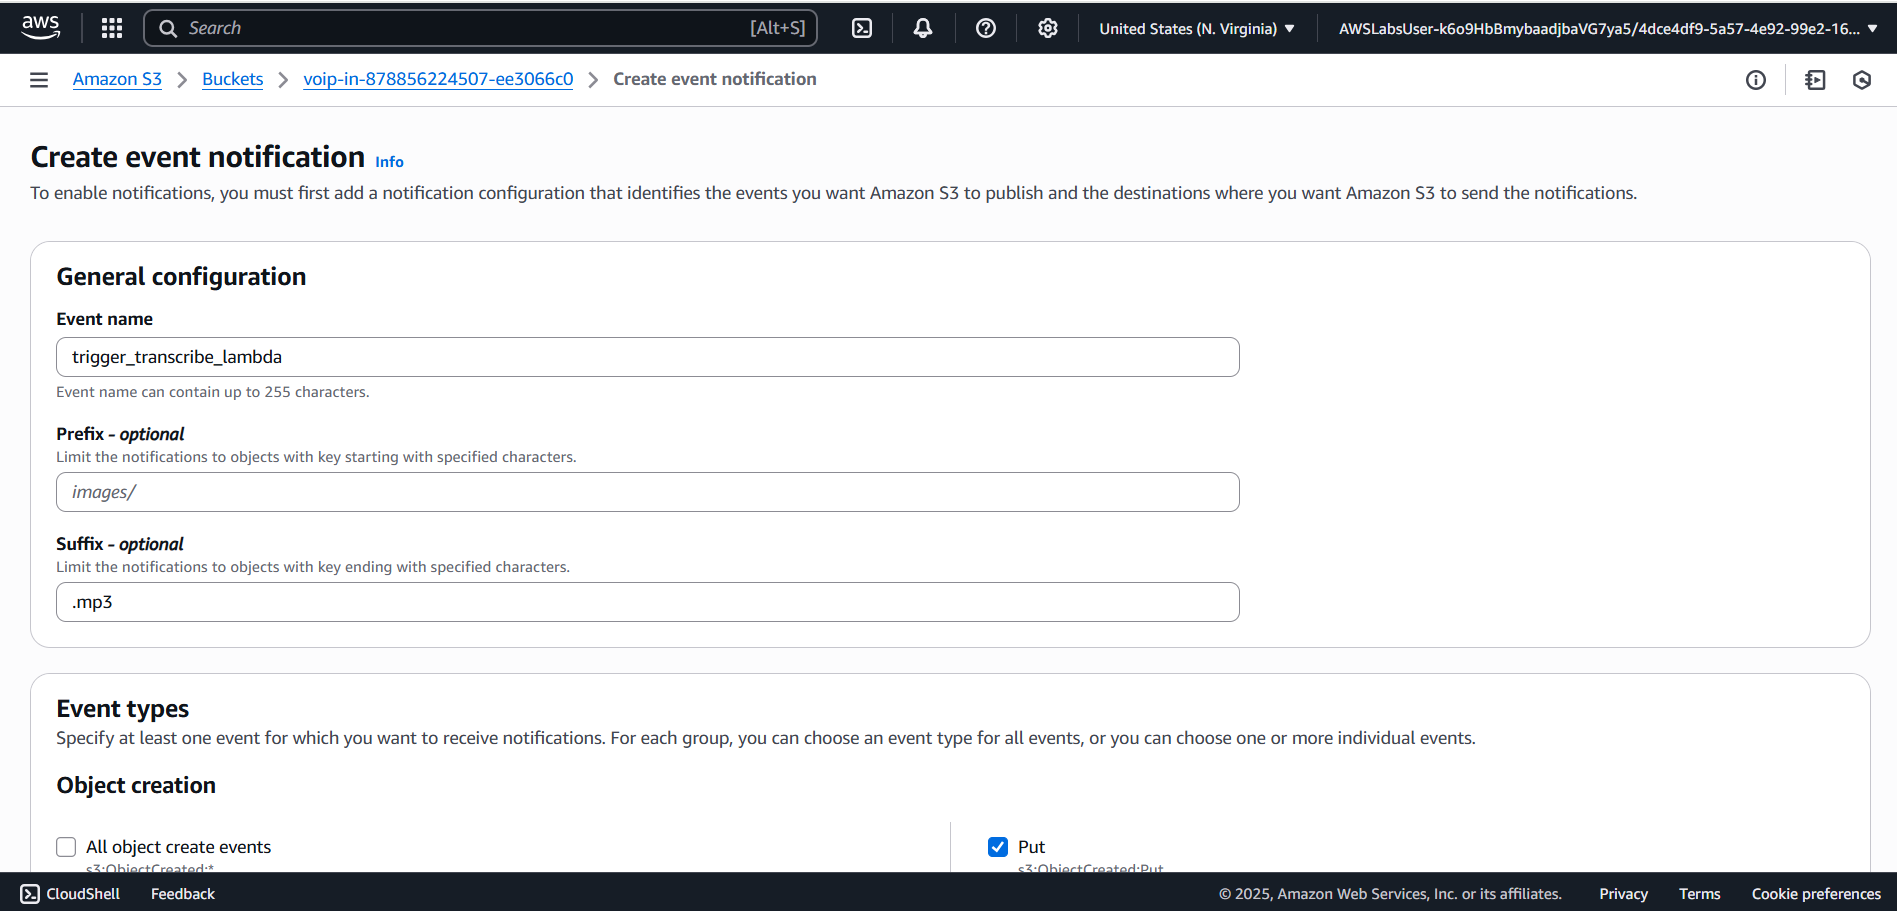 aws
Search [Alt+S]
United States (N. Virginia)
AWSLabsUser-k6o9HbBmybaadjbaVG7ya5/4dce4df9-5a57-4e92-99e2-16...
Amazon S3 > Buckets > voip-in-878856224507-ee3066c0 > Create event notification
Create event notification Info
To enable notifications, you must first add a notification configuration that identifies the events you want Amazon S3 to publish and the destinations where you want Amazon S3 to send the notifications.
General configuration
Event name
trigger_transcribe_lambda
Event name can contain up to 255 characters.
Prefix - optional
Limit the notifications to objects with key starting with specified characters.
images/
Suffix - optional
Limit the notifications to objects with key ending with specified characters.
.mp3
Event types
Specify at least one event for which you want to receive notifications. For each group, you can choose an event type for all events, or you can choose one or more individual events.
Object creation
All object create events
s3:ObjectCreated:*
Put
s3:ObjectCreated:Put
CloudShell Feedback © 2025, Amazon Web Services, Inc. or its affiliates. Privacy Terms Cookie preferences